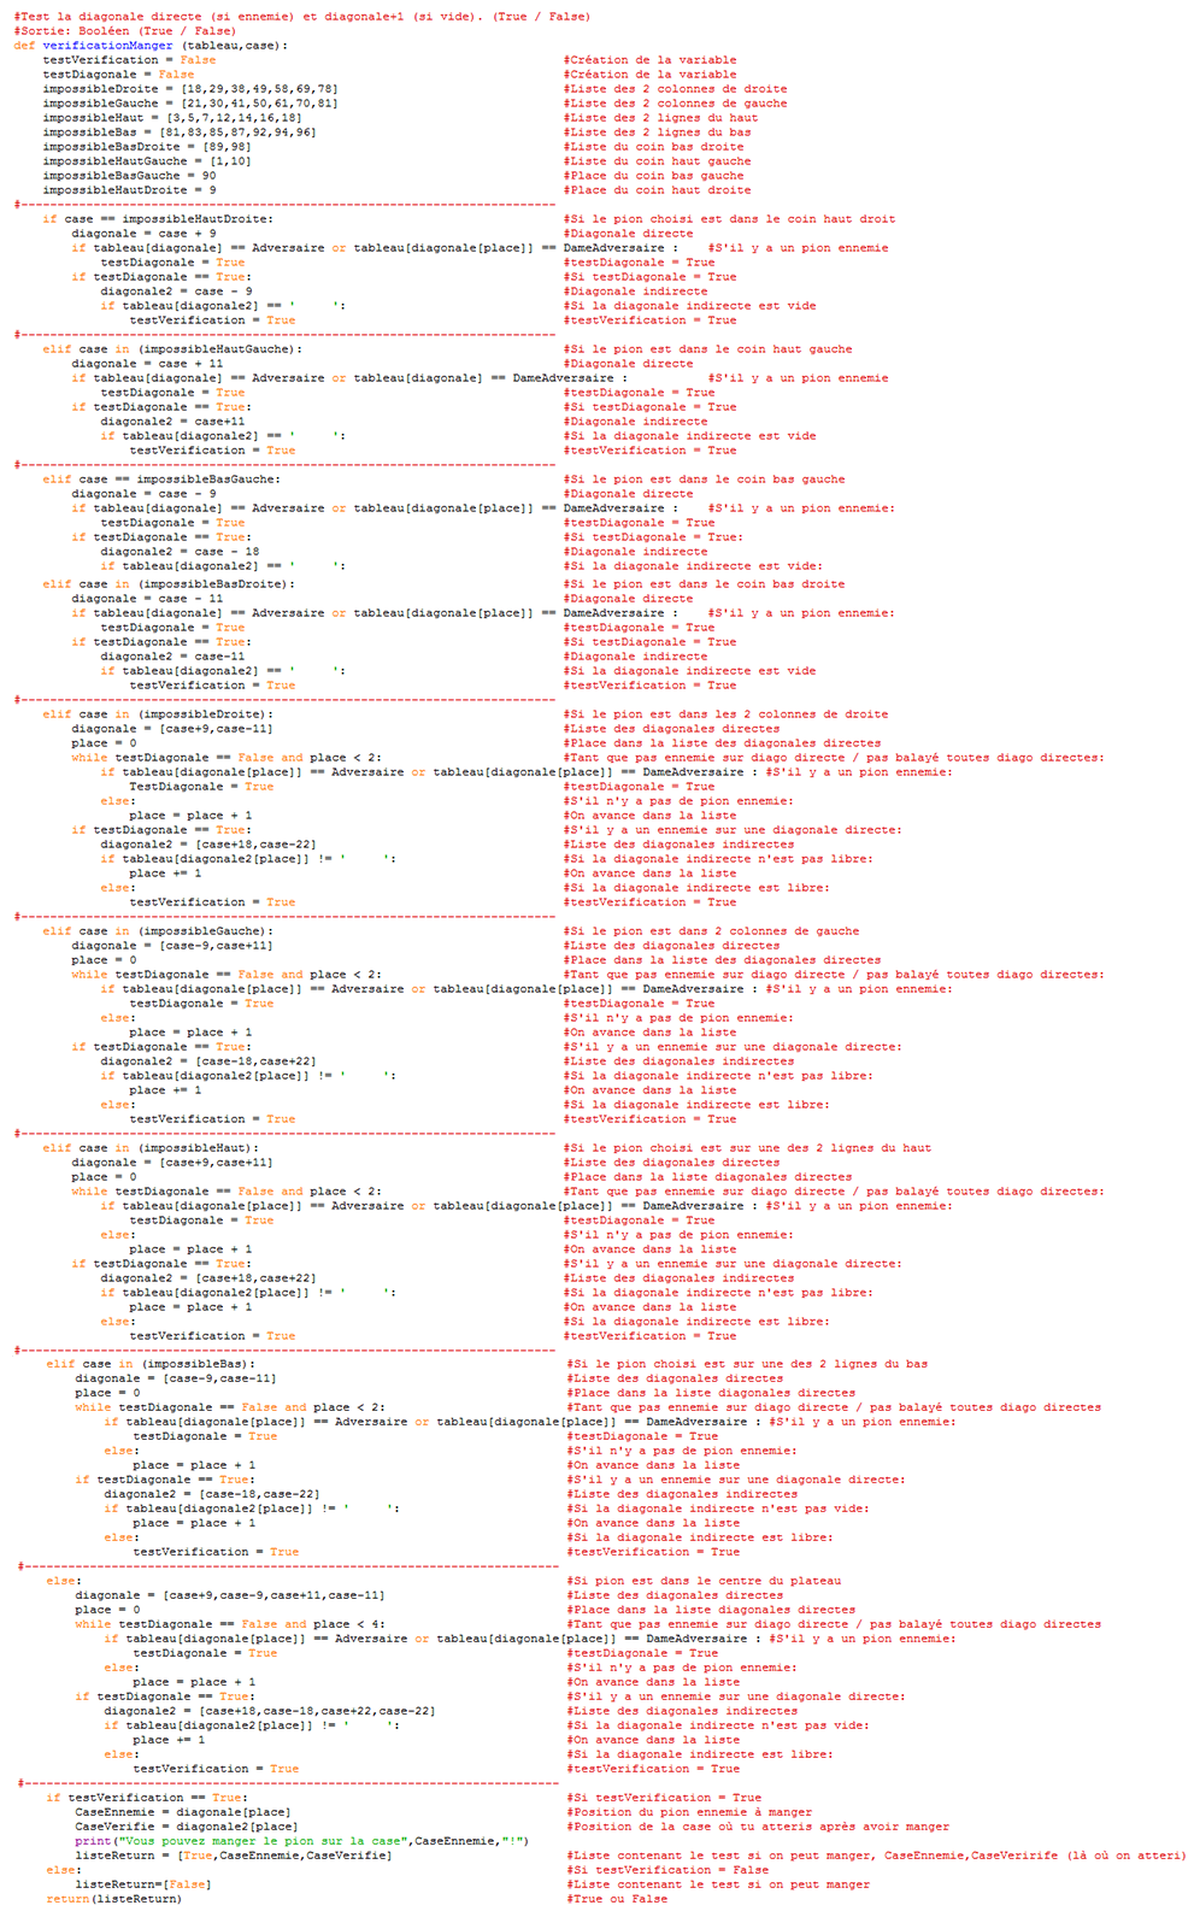 #Test la diagonale directe (si ennemie) et diagonale+1 (si vide). (True / False)
#Sortie: Booléen (True / False)
def verificationManger (tableau,case):
    testVerification = False #Création de la variable
    testDiagonale = False #Création de la variable
    impossibleDroite = [18,29,38,49,58,69,78] #Liste des 2 colonnes de droite
    impossibleGauche = [21,30,41,50,61,70,81] #Liste des 2 colonnes de gauche
    impossibleHaut = [3,5,7,12,14,16,18] #Liste des 2 lignes du haut
    impossibleBas = [81,83,85,87,92,94,96] #Liste des 2 lignes du bas
    impossibleBasDroite = [89,98] #Liste du coin bas droite
    impossibleHautGauche = [1,10] #Liste du coin haut gauche
    impossibleBasGauche = 90 #Place du coin bas gauche
    impossibleHautDroite = 9 #Place du coin haut droite
#--------------------------------------------------------------------------
    if case == impossibleHautDroite: #Si le pion choisi est dans le coin haut droit
        diagonale = case + 9 #Diagonale directe
        if tableau[diagonale] == Adversaire or tableau[diagonale[place]] == DameAdversaire : #S'il y a un pion ennemie
            testDiagonale = True #testDiagonale = True
        if testDiagonale == True: #Si testDiagonale = True
            diagonale2 = case - 9 #Diagonale indirecte
            if tableau[diagonale2] == '     ': #Si la diagonale indirecte est vide
                testVerification = True #testVerification = True
#--------------------------------------------------------------------------
    elif case in (impossibleHautGauche): #Si le pion est dans le coin haut gauche
        diagonale = case + 11 #Diagonale directe
        if tableau[diagonale] == Adversaire or tableau[diagonale] == DameAdversaire : #S'il y a un pion ennemie
            testDiagonale = True #testDiagonale = True
        if testDiagonale == True: #Si testDiagonale = True
            diagonale2 = case+11 #Diagonale indirecte
            if tableau[diagonale2] == '     ': #Si la diagonale indirecte est vide
                testVerification = True #testVerification = True
#--------------------------------------------------------------------------
    elif case == impossibleBasGauche: #Si le pion est dans le coin bas gauche
        diagonale = case - 9 #Diagonale directe
        if tableau[diagonale] == Adversaire or tableau[diagonale[place]] == DameAdversaire : #S'il y a un pion ennemie:
            testDiagonale = True #testDiagonale = True
        if testDiagonale == True: #Si testDiagonale = True:
            diagonale2 = case - 18 #Diagonale indirecte
            if tableau[diagonale2] == '     ': #Si la diagonale indirecte est vide:
    elif case in (impossibleBasDroite): #Si le pion est dans le coin bas droite
        diagonale = case - 11 #Diagonale directe
        if tableau[diagonale] == Adversaire or tableau[diagonale[place]] == DameAdversaire : #S'il y a un pion ennemie:
            testDiagonale = True #testDiagonale = True
        if testDiagonale == True: #Si testDiagonale = True
            diagonale2 = case-11 #Diagonale indirecte
            if tableau[diagonale2] == '     ': #Si la diagonale indirecte est vide
                testVerification = True #testVerification = True
#--------------------------------------------------------------------------
    elif case in (impossibleDroite): #Si le pion est dans les 2 colonnes de droite
        diagonale = [case+9,case-11] #Liste des diagonales directes
        place = 0 #Place dans la liste des diagonales directes
        while testDiagonale == False and place < 2: #Tant que pas ennemie sur diago directe / pas balayé toutes diago directes:
            if tableau[diagonale[place]] == Adversaire or tableau[diagonale[place]] == DameAdversaire : #S'il y a un pion ennemie:
                TestDiagonale = True #testDiagonale = True
            else: #S'il n'y a pas de pion ennemie:
                place = place + 1 #On avance dans la liste
        if testDiagonale == True: #S'il y a un ennemie sur une diagonale directe:
            diagonale2 = [case+18,case-22] #Liste des diagonales indirectes
            if tableau[diagonale2[place]] != '     ': #Si la diagonale indirecte n'est pas libre:
                place += 1 #On avance dans la liste
            else: #Si la diagonale indirecte est libre:
                testVerification = True #testVerification = True
#--------------------------------------------------------------------------
    elif case in (impossibleGauche): #Si le pion est dans 2 colonnes de gauche
        diagonale = [case-9,case+11] #Liste des diagonales directes
        place = 0 #Place dans la liste des diagonales directes
        while testDiagonale == False and place < 2: #Tant que pas ennemie sur diago directe / pas balayé toutes diago directes:
            if tableau[diagonale[place]] == Adversaire or tableau[diagonale[place]] == DameAdversaire : #S'il y a un pion ennemie:
                testDiagonale = True #testDiagonale = True
            else: #S'il n'y a pas de pion ennemie:
                place = place + 1 #On avance dans la liste
        if testDiagonale == True: #S'il y a un ennemie sur une diagonale directe:
            diagonale2 = [case-18,case+22] #Liste des diagonales indirectes
            if tableau[diagonale2[place]] != '     ': #Si la diagonale indirecte n'est pas libre:
                place += 1 #On avance dans la liste
            else: #Si la diagonale indirecte est libre:
                testVerification = True #testVerification = True
#--------------------------------------------------------------------------
    elif case in (impossibleHaut): #Si le pion choisi est sur une des 2 lignes du haut
        diagonale = [case+9,case+11] #Liste des diagonales directes
        place = 0 #Place dans la liste diagonales directes
        while testDiagonale == False and place < 2: #Tant que pas ennemie sur diago directe / pas balayé toutes diago directes:
            if tableau[diagonale[place]] == Adversaire or tableau[diagonale[place]] == DameAdversaire : #S'il y a un pion ennemie:
                testDiagonale = True #testDiagonale = True
            else: #S'il n'y a pas de pion ennemie:
                place = place + 1 #On avance dans la liste
        if testDiagonale == True: #S'il y a un ennemie sur une diagonale directe:
            diagonale2 = [case+18,case+22] #Liste des diagonales indirectes
            if tableau[diagonale2[place]] != '     ': #Si la diagonale indirecte n'est pas libre:
                place = place + 1 #On avance dans la liste
            else: #Si la diagonale indirecte est libre:
                testVerification = True #testVerification = True
#--------------------------------------------------------------------------
    elif case in (impossibleBas): #Si le pion choisi est sur une des 2 lignes du bas
        diagonale = [case-9,case-11] #Liste des diagonales directes
        place = 0 #Place dans la liste diagonales directes
        while testDiagonale == False and place < 2: #Tant que pas ennemie sur diago directe / pas balayé toutes diago directes
            if tableau[diagonale[place]] == Adversaire or tableau[diagonale[place]] == DameAdversaire : #S'il y a un pion ennemie:
                testDiagonale = True #testDiagonale = True
            else: #S'il n'y a pas de pion ennemie:
                place = place + 1 #On avance dans la liste
        if testDiagonale == True: #S'il y a un ennemie sur une diagonale directe:
            diagonale2 = [case-18,case-22] #Liste des diagonales indirectes
            if tableau[diagonale2[place]] != '     ': #Si la diagonale indirecte n'est pas vide:
                place = place + 1 #On avance dans la liste
            else: #Si la diagonale indirecte est libre:
                testVerification = True #testVerification = True
#--------------------------------------------------------------------------
    else: #Si pion est dans le centre du plateau
        diagonale = [case+9,case-9,case+11,case-11] #Liste des diagonales directes
        place = 0 #Place dans la liste diagonales directes
        while testDiagonale == False and place < 4: #Tant que pas ennemie sur diago directe / pas balayé toutes diago directes
            if tableau[diagonale[place]] == Adversaire or tableau[diagonale[place]] == DameAdversaire : #S'il y a un pion ennemie:
                testDiagonale = True #testDiagonale = True
            else: #S'il n'y a pas de pion ennemie:
                place = place + 1 #On avance dans la liste
        if testDiagonale == True: #S'il y a un ennemie sur une diagonale directe:
            diagonale2 = [case+18,case-18,case+22,case-22] #Liste des diagonales indirectes
            if tableau[diagonale2[place]] != '     ': #Si la diagonale indirecte n'est pas vide:
                place += 1 #On avance dans la liste
            else: #Si la diagonale indirecte est libre:
                testVerification = True #testVerification = True
#--------------------------------------------------------------------------
    if testVerification == True: #Si testVerification = True
        CaseEnnemie = diagonale[place] #Position du pion ennemie à manger
        CaseVerifie = diagonale2[place] #Position de la case où tu atteris après avoir manger
        print("Vous pouvez manger le pion sur la case",CaseEnnemie,"!")
        listeReturn = [True,CaseEnnemie,CaseVerifie] #Liste contenant le test si on peut manger, CaseEnnemie,CaseVerirife (là où on atteri)
    else: #Si testVerification = False
        listeReturn=[False] #Liste contenant le test si on peut manger
    return(listeReturn) #True ou False